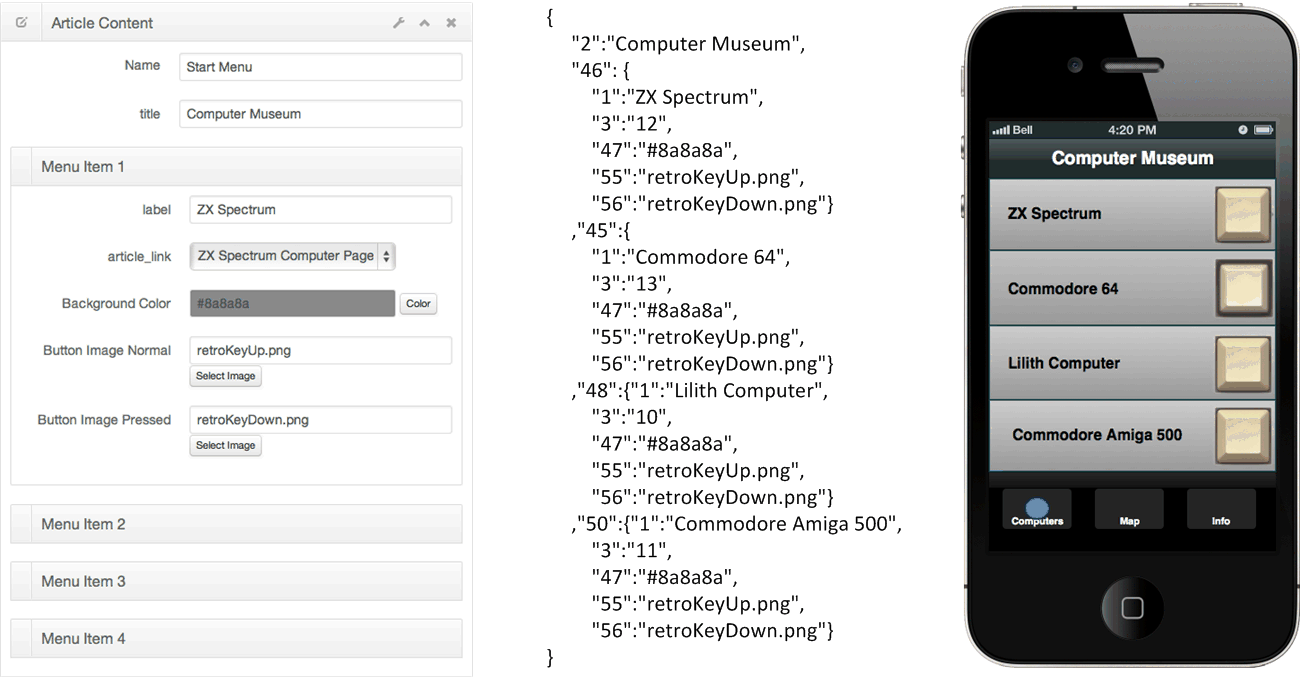 Article Content
Name
Start Menu
title
Computer Museum
Menu Item 1
label
ZX Spectrum
article_link
ZX Spectrum Computer Page
Background Color
#8a8a8a
Color
Button Image Normal
retroKeyUp.png
Select Image
Button Image Pressed
retroKeyDown.png
Select Image
Menu Item 2
Menu Item 3
Menu Item 4
{
"2":"Computer Museum",
"46": {
"1":"ZX Spectrum",
"3":"12",
"47":"#8a8a8a",
"55":"retroKeyUp.png",
"56":"retroKeyDown.png"}
,"45":{
"1":"Commodore 64",
"3":"13",
"47":"#8a8a8a",
"55":"retroKeyUp.png",
"56":"retroKeyDown.png"}
,"48":{"1":"Lilith Computer",
"3":"10",
"47":"#8a8a8a",
"55":"retroKeyUp.png",
"56":"retroKeyDown.png"}
,"50":{"1":"Commodore Amiga 500",
"3":"11",
"47":"#8a8a8a",
"55":"retroKeyUp.png",
"56":"retroKeyDown.png"}
}
Bell 4:20 PM
Computer Museum
ZX Spectrum
Commodore 64
Lilith Computer
Commodore Amiga 500
Computers Map Info